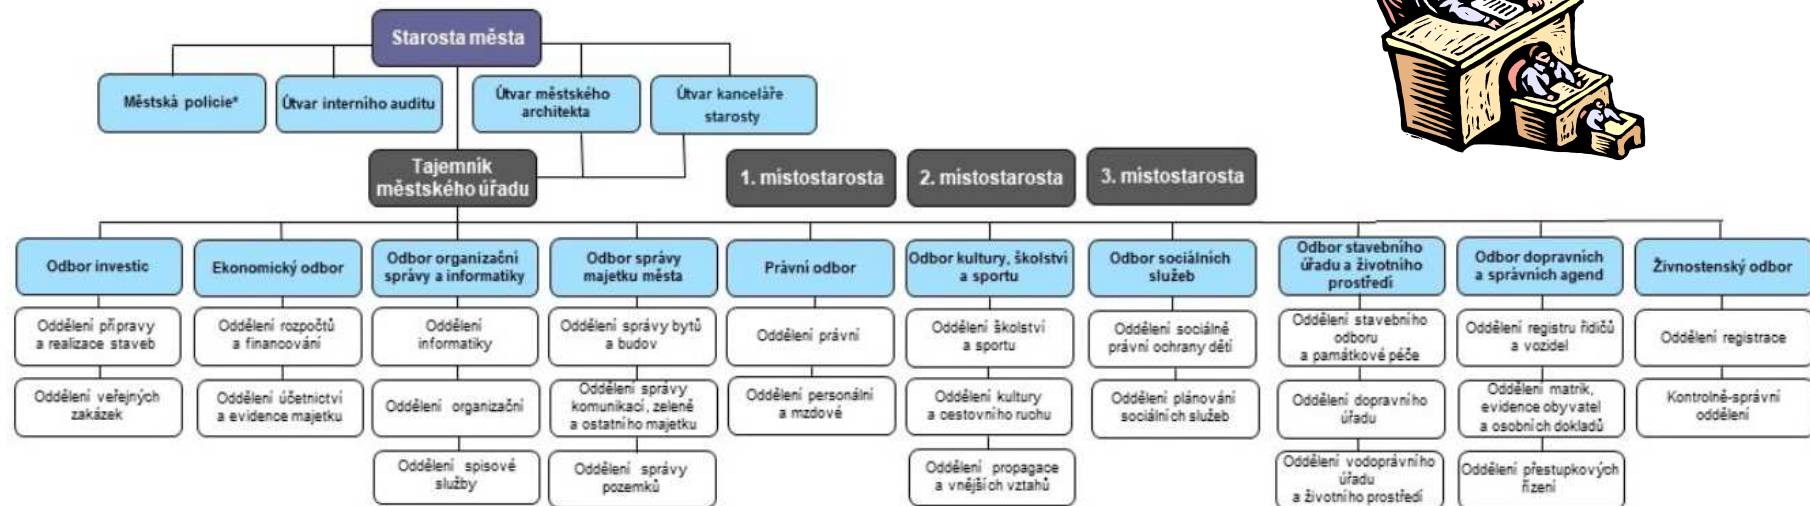 Starosta města
Městská policie*
Útvar interního auditu
Útvar městského
architekta
Útvar kanceláře
starosty
Tajemník
městského úřadu
1. místostarosta
2. místostarosta
3. místostarosta
Odbor investic
Ekonomický odbor
Odbor organizační
správy a informatiky
Odbor správy
majetku města
Právní odbor
Odbor kultury, školství
a sportu
Odbor sociálních
služeb
Odbor stavebního
úřadu a životního
prostředí
Odbor dopravních
a správních agend
Živnostenský odbor
Oddělení přípravy
a realizace staveb
Oddělení rozpočtů
a financování
Oddělení
informatiky
Oddělení správy bytů
a budov
Oddělení právní
Oddělení školství
a sportu
Oddělení sociálně
právní ochrany dětí
Oddělení stavebního
odboru
a památkové péče
Oddělení registru řidičů
a vozidel
Oddělení registrace
Oddělení veřejných
zakázek
Oddělení účetnictví
a evidence majetku
Oddělení organizační
Oddělení správy
komunikací, zeleně
a ostatního majetku
Oddělení personální
a mzdové
Oddělení kultury
a cestovního ruchu
Oddělení plánování
sociálních služeb
Oddělení dopravního
úřadu
Oddělení matrik,
evidence obyvatel
a osobních dokladů
Kontrolně-správní
oddělení
Oddělení spisové
služby
Oddělení správy
pozemků
Oddělení propagace
a vnějších vztahů
Oddělení vodoprávního
úřadu
a životního prostředí
Oddělení přestupkových
řízení